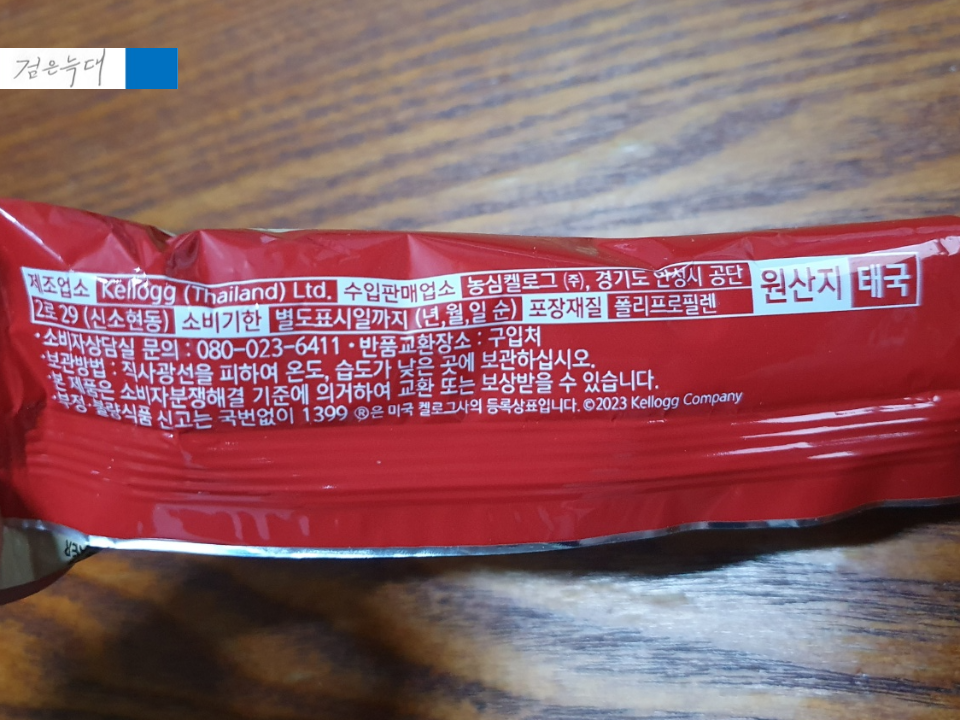 검은늑대
제조업소 Kellogg (Thailand) Ltd. 수입판매업소 농심켈로그 (주), 경기도 안성시 공단
2로 29 (신소현동) 소비기한 별도표시일까지 (년,월,일 순) 포장재질 폴리프로필렌
원산지 태국
·소비자상담실 문의 : 080-023-6411 ·반품교환장소 : 구입처
·보관방법 : 직사광선을 피하여 온도, 습도가 낮은 곳에 보관하십시오.
·본 제품은 소비자분쟁해결 기준에 의거하여 교환 또는 보상받을 수 있습니다.
·부정·불량식품 신고는 국번없이 1399 ®은 미국 켈로그사의 등록상표입니다. ©2023 Kellogg Company